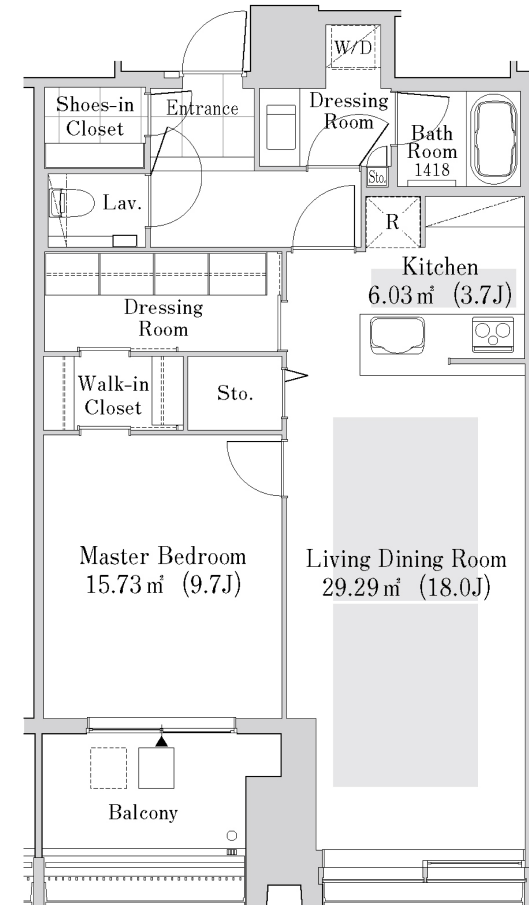 W/D
Shoes-in
Closet
Entrance
Dressing
Room
Bath
Room
1418
Sto.
Lav.
R
Kitchen
6.03㎡ (3.7J)
Dressing
Room
Walk-in
Closet
Sto.
Master Bedroom
15.73㎡ (9.7J)
Living Dining Room
29.29㎡ (18.0J)
Balcony